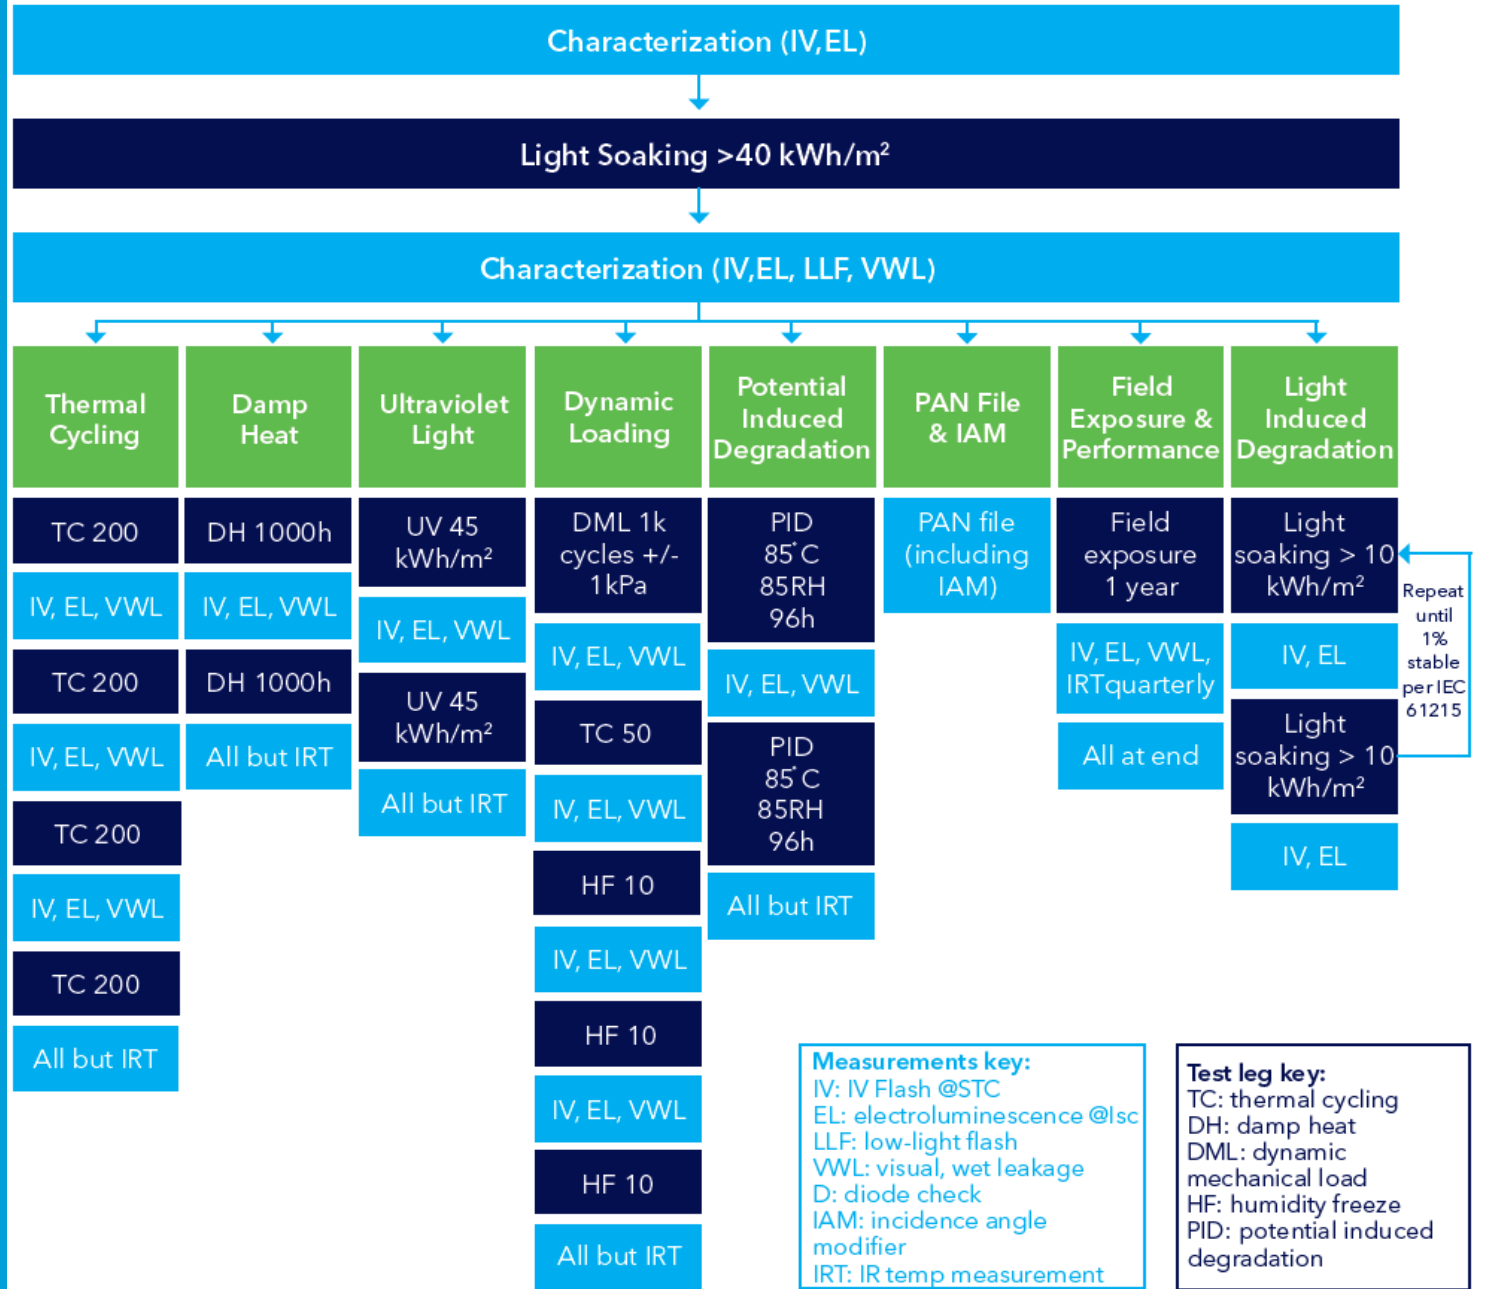 Characterization (IV,EL)
Light Soaking >40 kWh/m²
Characterization (IV,EL, LLF, VWL)
Thermal
Cycling
TC 200
IV, EL, VWL
TC 200
IV, EL, VWL
TC 200
IV, EL, VWL
TC 200
All but IRT
Damp
Heat
DH 1000h
IV, EL, VWL
DH 1000h
All but IRT
Ultraviolet
Light
UV 45
kWh/m²
IV, EL, VWL
UV 45
kWh/m²
All but IRT
Dynamic
Loading
DML 1k
cycles +/-
1kPa
IV, EL, VWL
TC 50
IV, EL, VWL
HF 10
IV, EL, VWL
HF 10
IV, EL, VWL
HF 10
All but IRT
Potential
Induced
Degradation
PID
85°C
85RH
96h
IV, EL, VWL
PID
85°C
85RH
96h
All but IRT
PAN File
& IAM
PAN file
(including
IAM)
Field
Exposure &
Performance
Field
exposure
1 year
IV, EL, VWL,
IRTquarterly
All at end
Light
Induced
Degradation
Light
soaking > 10
kWh/m²
IV, EL
Light
soaking > 10
kWh/m²
IV, EL
Repeat
until
1%
stable
per IEC
61215
Measurements key:
IV: IV Flash @STC
EL: electroluminescence @Isc
LLF: low-light flash
VWL: visual, wet leakage
D: diode check
IAM: incidence angle
modifier
IRT: IR temp measurement
Test leg key:
TC: thermal cycling
DH: damp heat
DML: dynamic
mechanical load
HF: humidity freeze
PID: potential induced
degradation